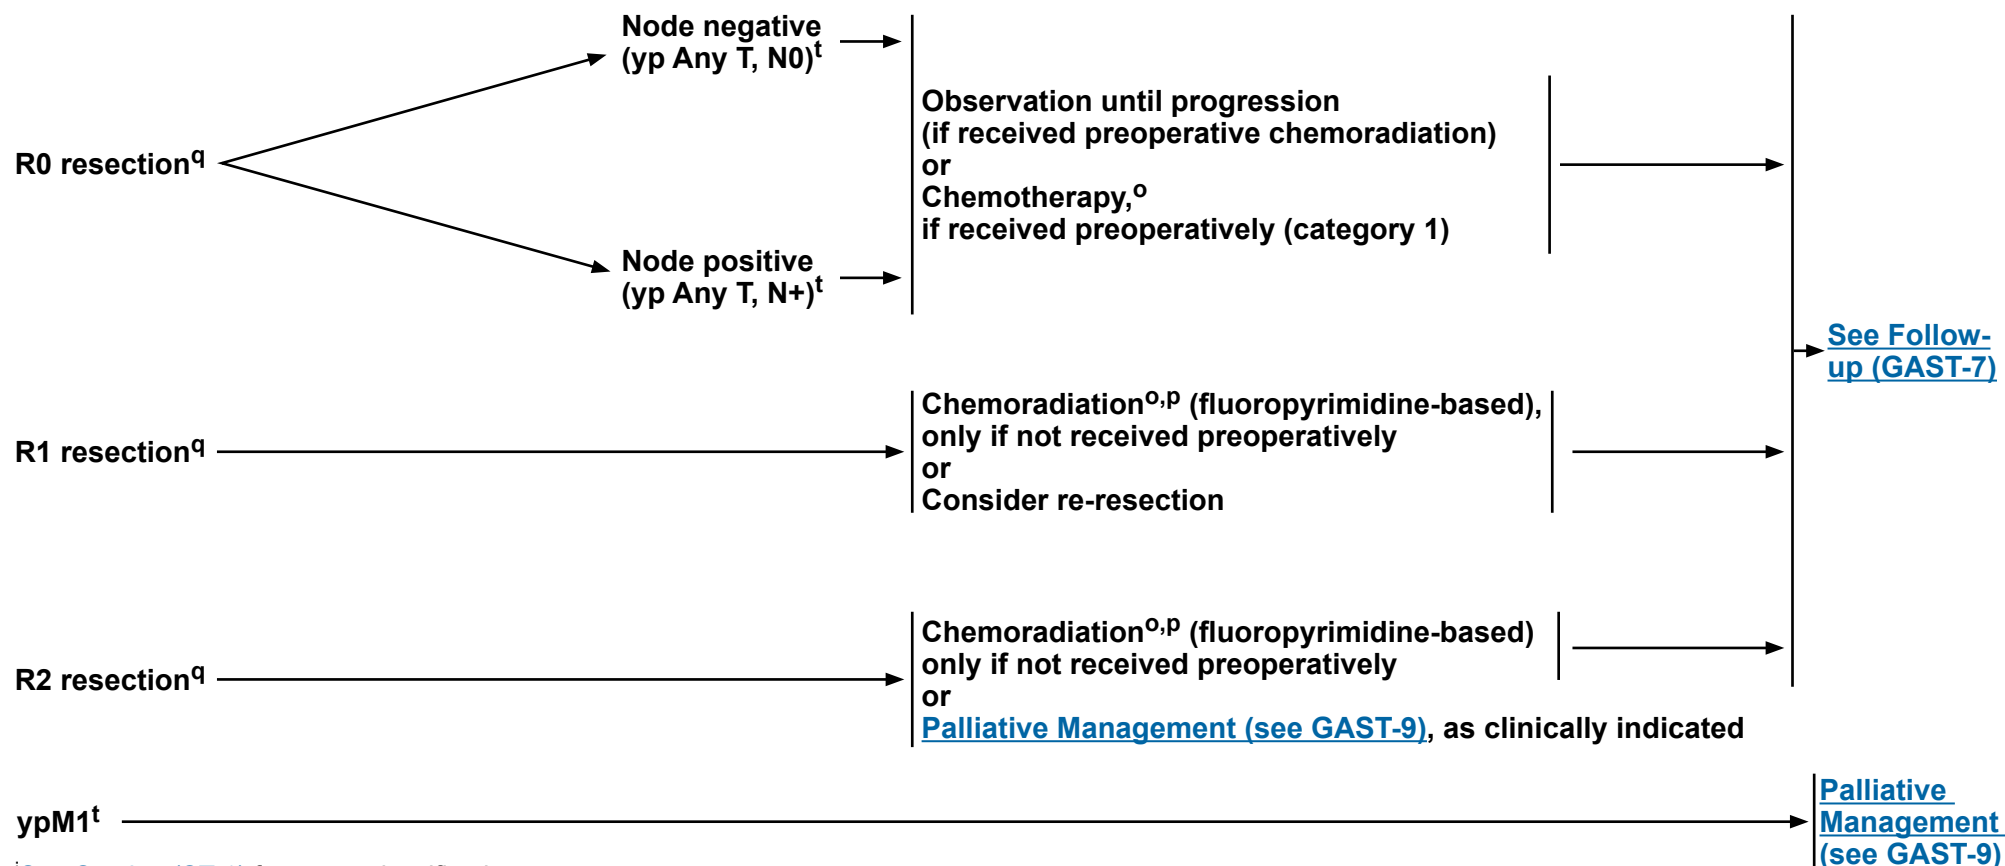 Node negative
(yp Any T, N0)t
R0 resectionq
Node positive
(yp Any T, N+)t
Observation until progression
(if received preoperative chemoradiation)
or
Chemotherapy,o
if received preoperatively (category 1)
R1 resectionq
Chemoradiationo,p (fluoropyrimidine-based),
only if not received preoperatively
or
Consider re-resection
See Follow-
up (GAST-7)
R2 resectionq
Chemoradiationo,p (fluoropyrimidine-based)
only if not received preoperatively
or
Palliative Management (see GAST-9), as clinically indicated
ypM1t
Palliative
Management
(see GAST-9)